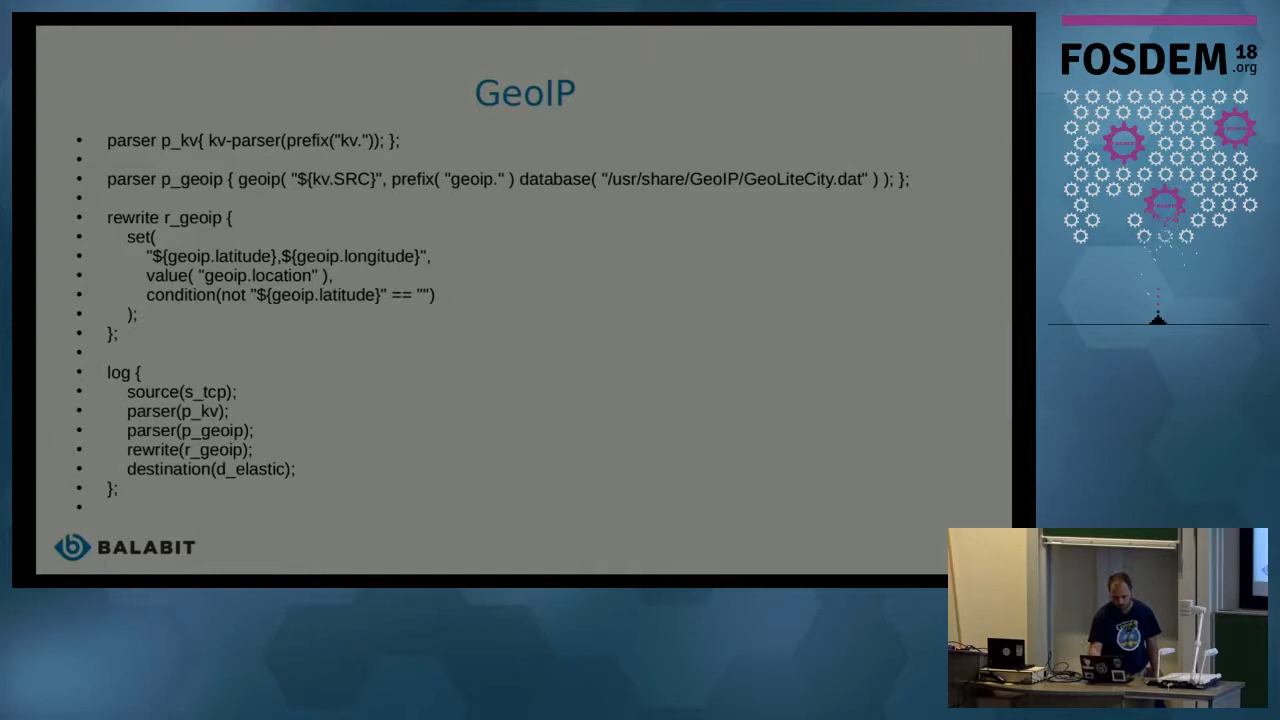 GeoIP
parser p_kv{ kv-parser(prefix("kv.")); };
parser p_geoip { geoip( "${kv.SRC}", prefix( "geoip." ) database( "/usr/share/GeoIP/GeoLiteCity.dat" ) ); };
rewrite r_geoip {
set(
"${geoip.latitude},${geoip.longitude}",
value( "geoip.location" ),
condition(not "${geoip.latitude}" == "")
);
};
log {
source(s_tcp);
parser(p_kv);
parser(p_geoip);
rewrite(r_geoip);
destination(d_elastic);
};
BALABIT
FOSDEM 18
.org